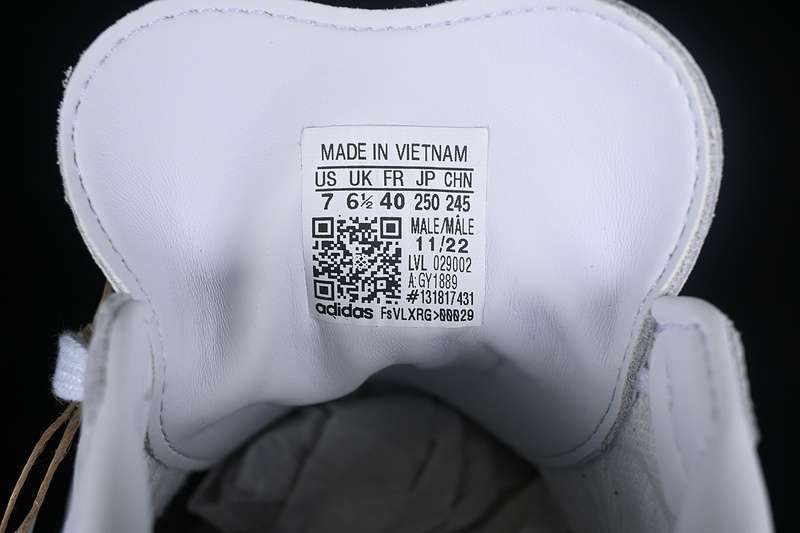 MADE IN VIETNAM
US UK FR JP CHN
7 6½ 40 250 245
MALE/MÂLE
11/22
LVL 029002
A:GY1889
#131817431
adidas FsVLXRG>00029